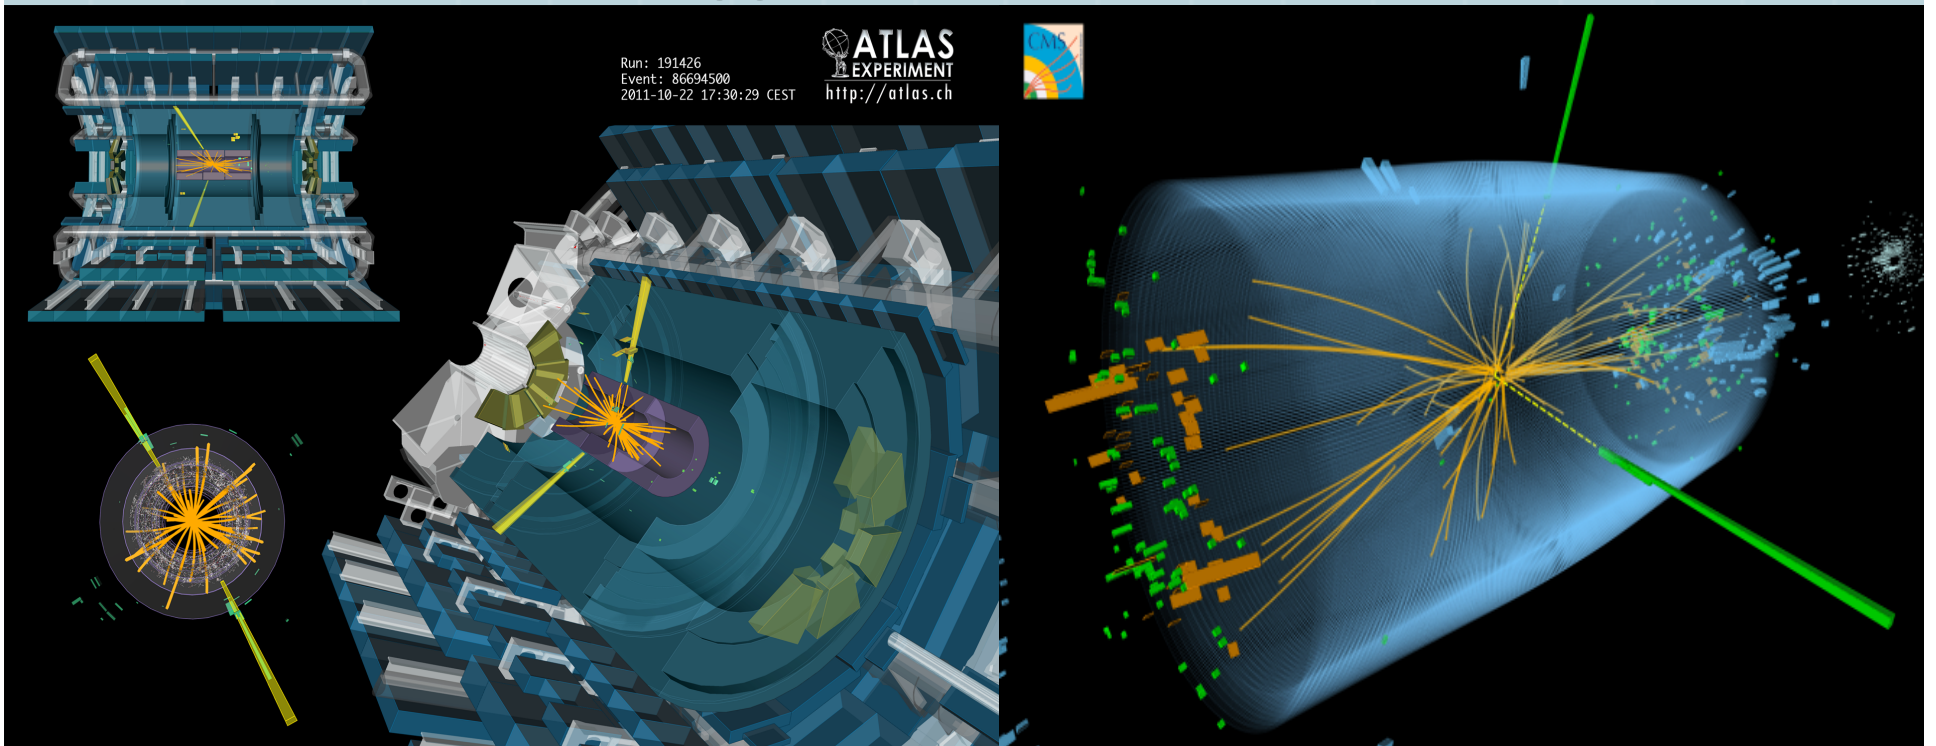 Run: 191426
Event: 86694500
2011-10-22 17:30:29 CEST
ATLAS
EXPERIMENT
http://atlas.ch
CMS